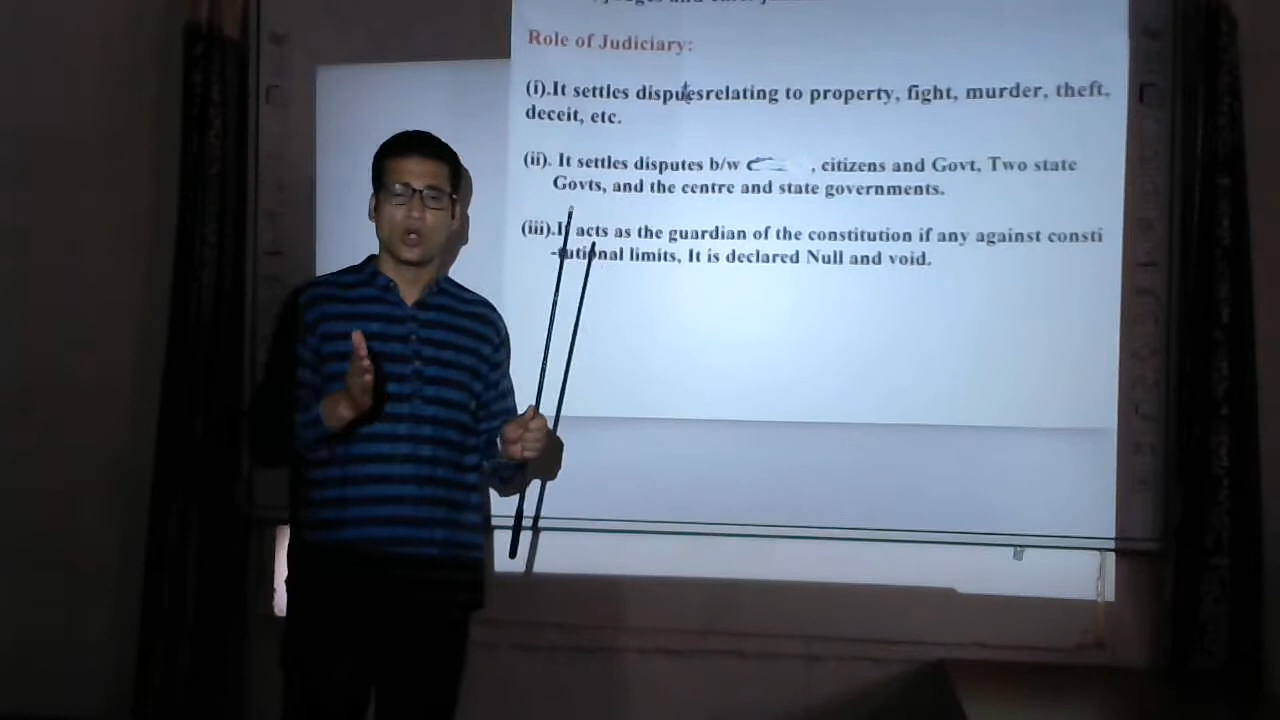 Role of Judiciary:
(i).It settles disputesrelating to property, fight, murder, theft,
deceit, etc.
(ii). It settles disputes b/w , citizens and Govt, Two state
Govts, and the centre and state governments.
(iii).It acts as the guardian of the constitution if any against consti
-tutional limits, It is declared Null and void.